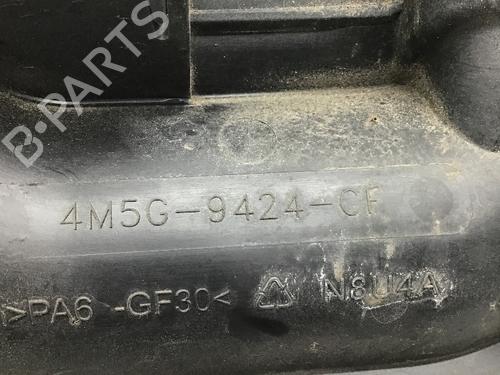 B-PARTS
4M5G-9424-CF
>PA6 -GF30< N8U4A